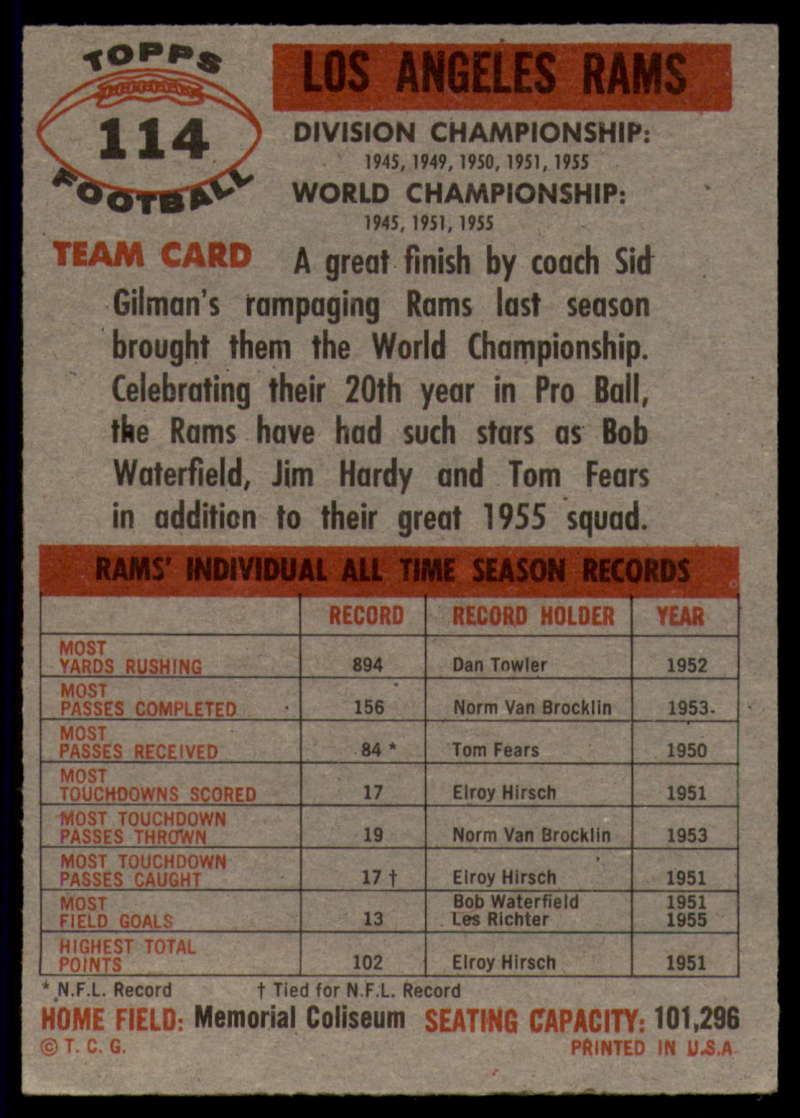 TOPPS
114
FOOTBALL
LOS ANGELES RAMS
DIVISION CHAMPIONSHIP:
1945, 1949, 1950, 1951, 1955
WORLD CHAMPIONSHIP:
1945, 1951, 1955
TEAM CARD A great finish by coach Sid
Gilman's rampaging Rams last season
brought them the World Championship.
Celebrating their 20th year in Pro Ball,
the Rams have had such stars as Bob
Waterfield, Jim Hardy and Tom Fears
in addition to their great 1955 squad.
RAMS' INDIVIDUAL ALL TIME SEASON RECORDS
RECORD RECORD HOLDER YEAR
MOST
YARDS RUSHING 894 Dan Towler 1952
MOST
PASSES COMPLETED 156 Norm Van Brocklin 1953
MOST
PASSES RECEIVED 84 * Tom Fears 1950
MOST
TOUCHDOWNS SCORED 17 Elroy Hirsch 1951
MOST TOUCHDOWN
PASSES THROWN 19 Norm Van Brocklin 1953
MOST TOUCHDOWN
PASSES CAUGHT 17 † Elroy Hirsch 1951
MOST Bob Waterfield 1951
FIELD GOALS 13 Les Richter 1955
HIGHEST TOTAL
POINTS 102 Elroy Hirsch 1951
* N.F.L. Record † Tied for N.F.L. Record
HOME FIELD: Memorial Coliseum SEATING CAPACITY: 101,296
© T. C. G. PRINTED IN U.S.A.